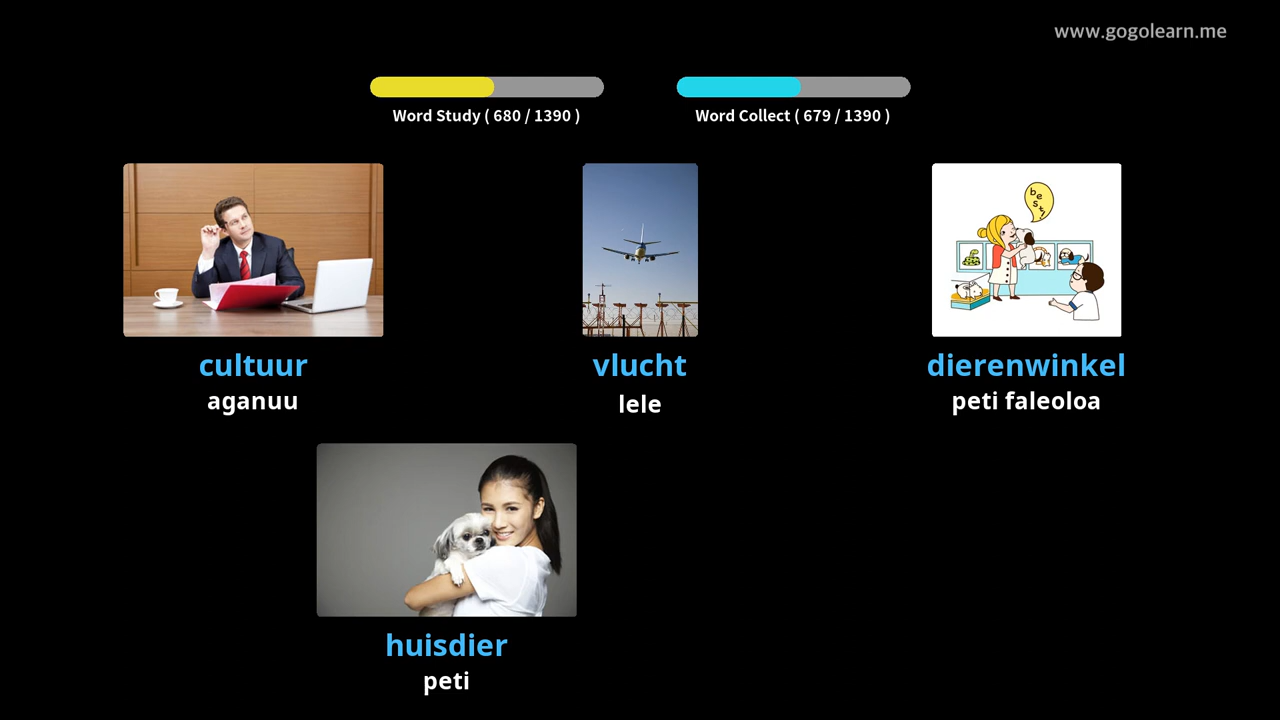 www.gogolearn.me
Word Study ( 680 / 1390 )
Word Collect ( 679 / 1390 )
best
cultuur
aganuu
vlucht
lele
dierenwinkel
peti faleoloa
huisdier
peti